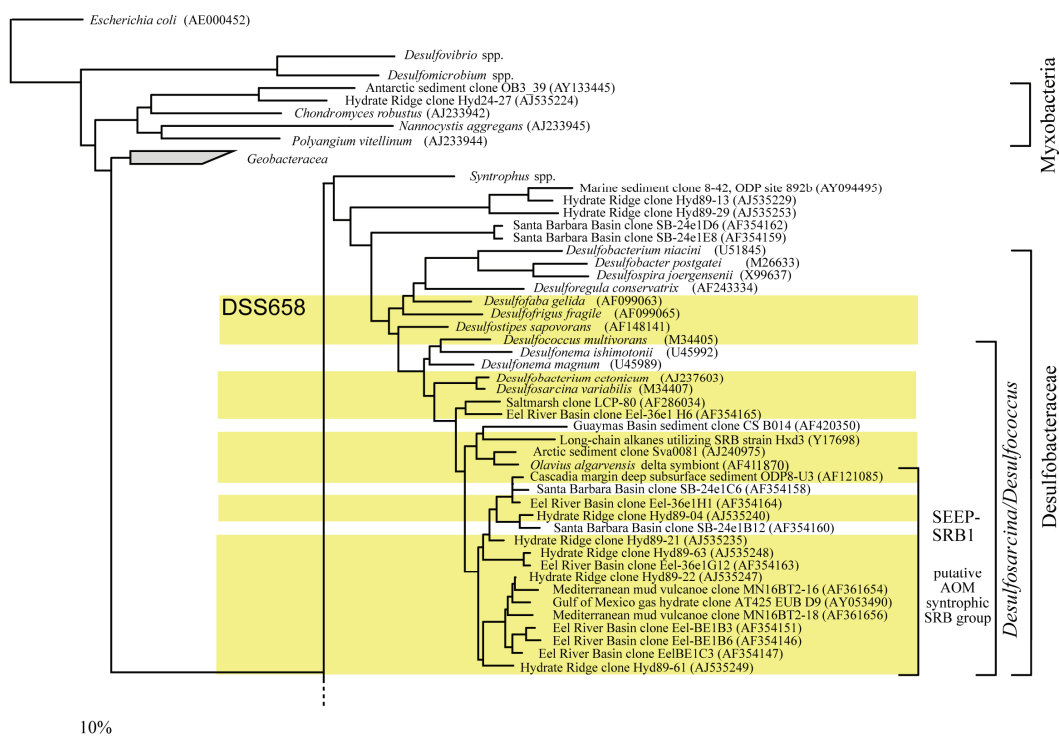 Escherichia coli (AE000452)
Desulfovibrio spp.
Desulfomicrobium spp.
Antarctic sediment clone OB3_39 (AY133445)
Hydrate Ridge clone Hyd24-27 (AJ535224)
Chondromyces robustus (AJ233942)
Nannocystis aggregans (AJ233945)
Polyangium vitellinum (AJ233944)
Myxobacteria
Geobacteracea
Syntrophus spp.
Marine sediment clone 8-42, ODP site 892b (AY094495)
Hydrate Ridge clone Hyd89-13 (AJ535229)
Hydrate Ridge clone Hyd89-29 (AJ535253)
Santa Barbara Basin clone SB-24e1D6 (AF354162)
Santa Barbara Basin clone SB-24e1E8 (AF354159)
Desulfobacterium niacini (U51845)
Desulfobacter postgatei (M26633)
Desulfospira joergensenii (X99637)
Desulforegula conservatrix (AF243334)
DSS658
Desulfofaba gelida (AF099063)
Desulfofrigus fragile (AF099065)
Desulfostipes sapovorans (AF148141)
Desulfococcus multivorans (M34405)
Desulfonema ishimotonii (U45992)
Desulfonema magnum (U45989)
Desulfobacterium cetonicum (AJ237603)
Desulfosarcina variabilis (M34407)
Saltmarsh clone LCP-80 (AF286034)
Eel River Basin clone Eel-36e1 H6 (AF354165)
Guaymas Basin sediment clone CS B014 (AF420350)
Long-chain alkanes utilizing SRB strain Hxd3 (Y17698)
Arctic sediment clone Sva0081 (AJ240975)
Olavius algarvensis delta symbiont (AF411870)
Cascadia margin deep subsurface sediment ODP8-U3 (AF121085)
Santa Barbara Basin clone SB-24e1C6 (AF354158)
Eel River Basin clone Eel-36e1H1 (AF354164)
Hydrate Ridge clone Hyd89-04 (AJ535240)
Santa Barbara Basin clone SB-24e1B12 (AF354160)
Hydrate Ridge clone Hyd89-21 (AJ535235)
Hydrate Ridge clone Hyd89-63 (AJ535248)
Eel River Basin clone Eel-36e1G12 (AF354163)
Hydrate Ridge clone Hyd89-22 (AJ535247)
Mediterranean mud vulcanoe clone MN16BT2-16 (AF361654)
Gulf of Mexico gas hydrate clone AT425 EUB D9 (AY053490)
Mediterranean mud vulcanoe clone MN16BT2-18 (AF361656)
Eel River Basin clone Eel-BE1B3 (AF354151)
Eel River Basin clone Eel-BE1B6 (AF354146)
Eel River Basin clone EelBE1C3 (AF354147)
Hydrate Ridge clone Hyd89-61 (AJ535249)
SEEP-
SRB1
putative
AOM
syntrophic
SRB group
Desulfosarcina/Desulfococcus
Desulfobacteraceae
10%